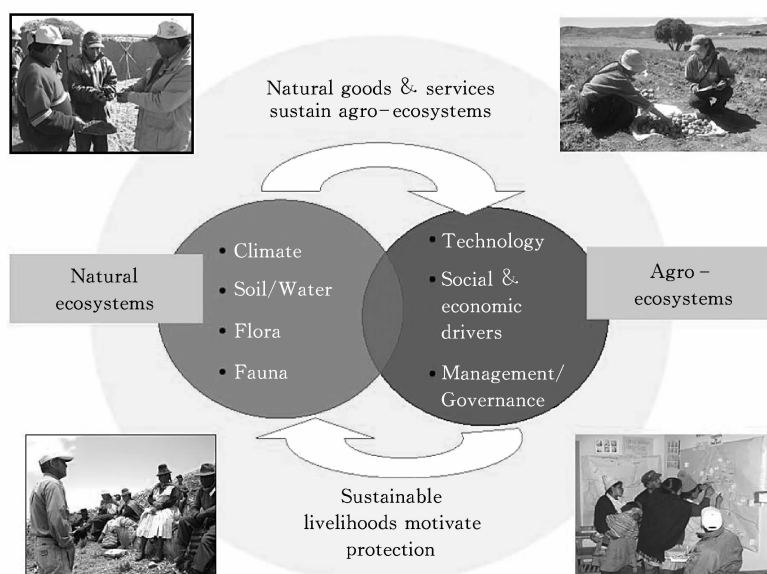 Natural goods & services
sustain agro-ecosystems
Natural
ecosystems
• Climate
• Soil/Water
• Flora
• Fauna
• Technology
• Social &
economic
drivers
• Management/
Governance
Agro-
ecosystems
Sustainable
livelihoods motivate
protection